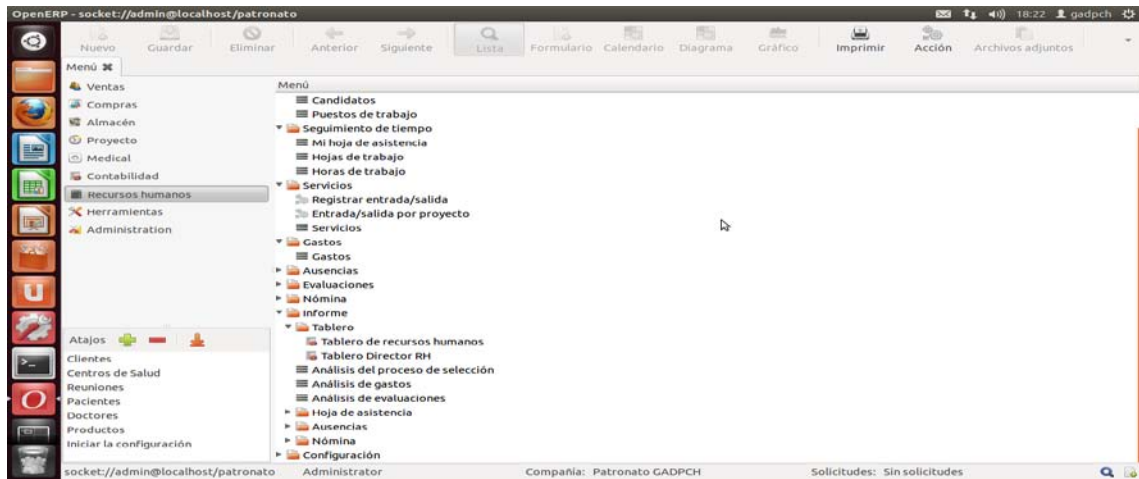 OpenERP - socket://admin@localhost/patronato
18:22 gadpch
Nuevo Guardar Eliminar Anterior Siguiente Lista Formulario Calendario Diagrama Gráfico Imprimir Acción Archivos adjuntos
Menú
Ventas
Compras
Almacén
Proyecto
Medical
Contabilidad
Recursos humanos
Herramientas
Administration
Atajos
Clientes
Centros de Salud
Reuniones
Pacientes
Doctores
Productos
Iniciar la configuración
Menú
Candidatos
Puestos de trabajo
Seguimiento de tiempo
Mi hoja de asistencia
Hojas de trabajo
Horas de trabajo
Servicios
Registrar entrada/salida
Entrada/salida por proyecto
Servicios
Gastos
Gastos
Ausencias
Evaluaciones
Nómina
Informe
Tablero
Tablero de recursos humanos
Tablero Director RH
Análisis del proceso de selección
Análisis de gastos
Análisis de evaluaciones
Hoja de asistencia
Ausencias
Nómina
Configuración
socket://admin@localhost/patronato Administrator Compañía: Patronato GADPCH Solicitudes: Sin solicitudes